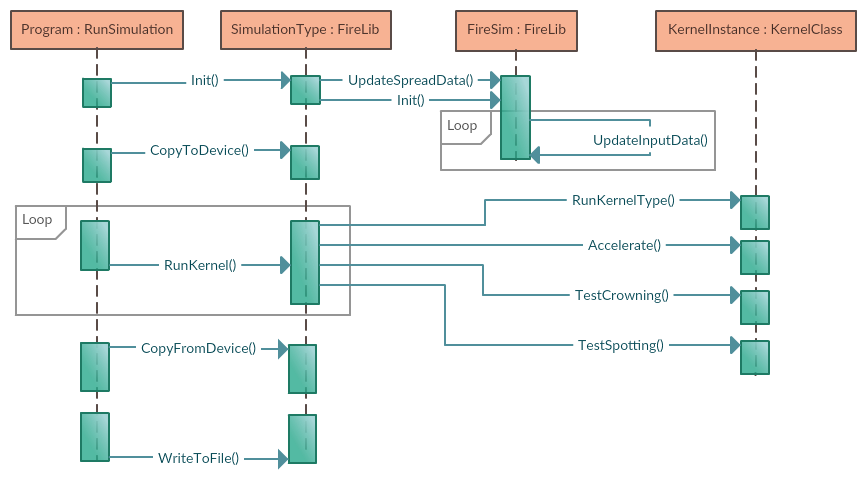 Program : RunSimulation
SimulationType : FireLib
FireSim : FireLib
KernelInstance : KernelClass
Init()
UpdateSpreadData()
Init()
Loop
UpdateInputData()
CopyToDevice()
RunKernelType()
Loop
Accelerate()
RunKernel()
TestCrowning()
CopyFromDevice()
TestSpotting()
WriteToFile()